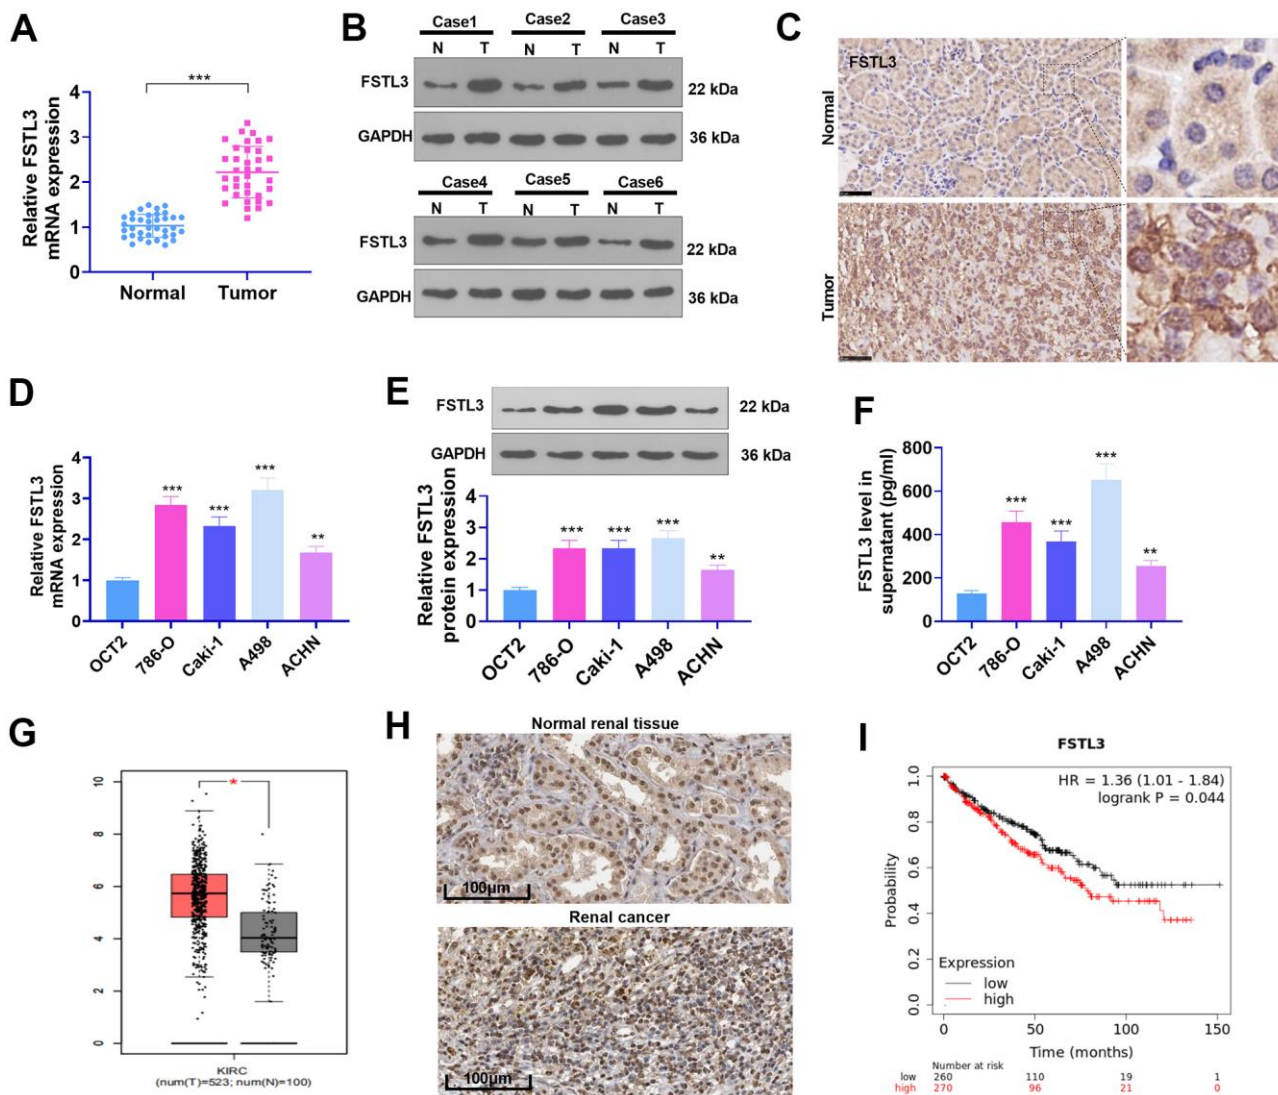 A
***
Relative FSTL3
mRNA expression
4
3
2
1
0
Normal Tumor
B
Case1 Case2 Case3
N T N T N T
FSTL3 22 kDa
GAPDH 36 kDa
Case4 Case5 Case6
N T N T N T
FSTL3 22 kDa
GAPDH 36 kDa
C
FSTL3
Normal
Tumor
D
Relative FSTL3
mRNA expression
4
3
2
1
0
*** *** *** **
OCT2 786-O Caki-1 A498 ACHN
E
FSTL3 22 kDa
GAPDH 36 kDa
Relative FSTL3
protein expression
4
3
2
1
0
*** *** *** **
OCT2 786-O Caki-1 A498 ACHN
F
FSTL3 level in
supernatant (pg/ml)
800
600
400
200
0
*** *** *** **
OCT2 786-O Caki-1 A498 ACHN
G
*
10
8
6
4
2
0
KIRC
(num(T)=523; num(N)=100)
H
Normal renal tissue
100μm
Renal cancer
100μm
I
FSTL3
HR = 1.36 (1.01 - 1.84)
logrank P = 0.044
Probability
1.0
0.8
0.6
0.4
0.2
0.0
Expression
low
high
0 50 100 150
Time (months)
Number at risk
low 260 110 19 1
high 270 96 21 0